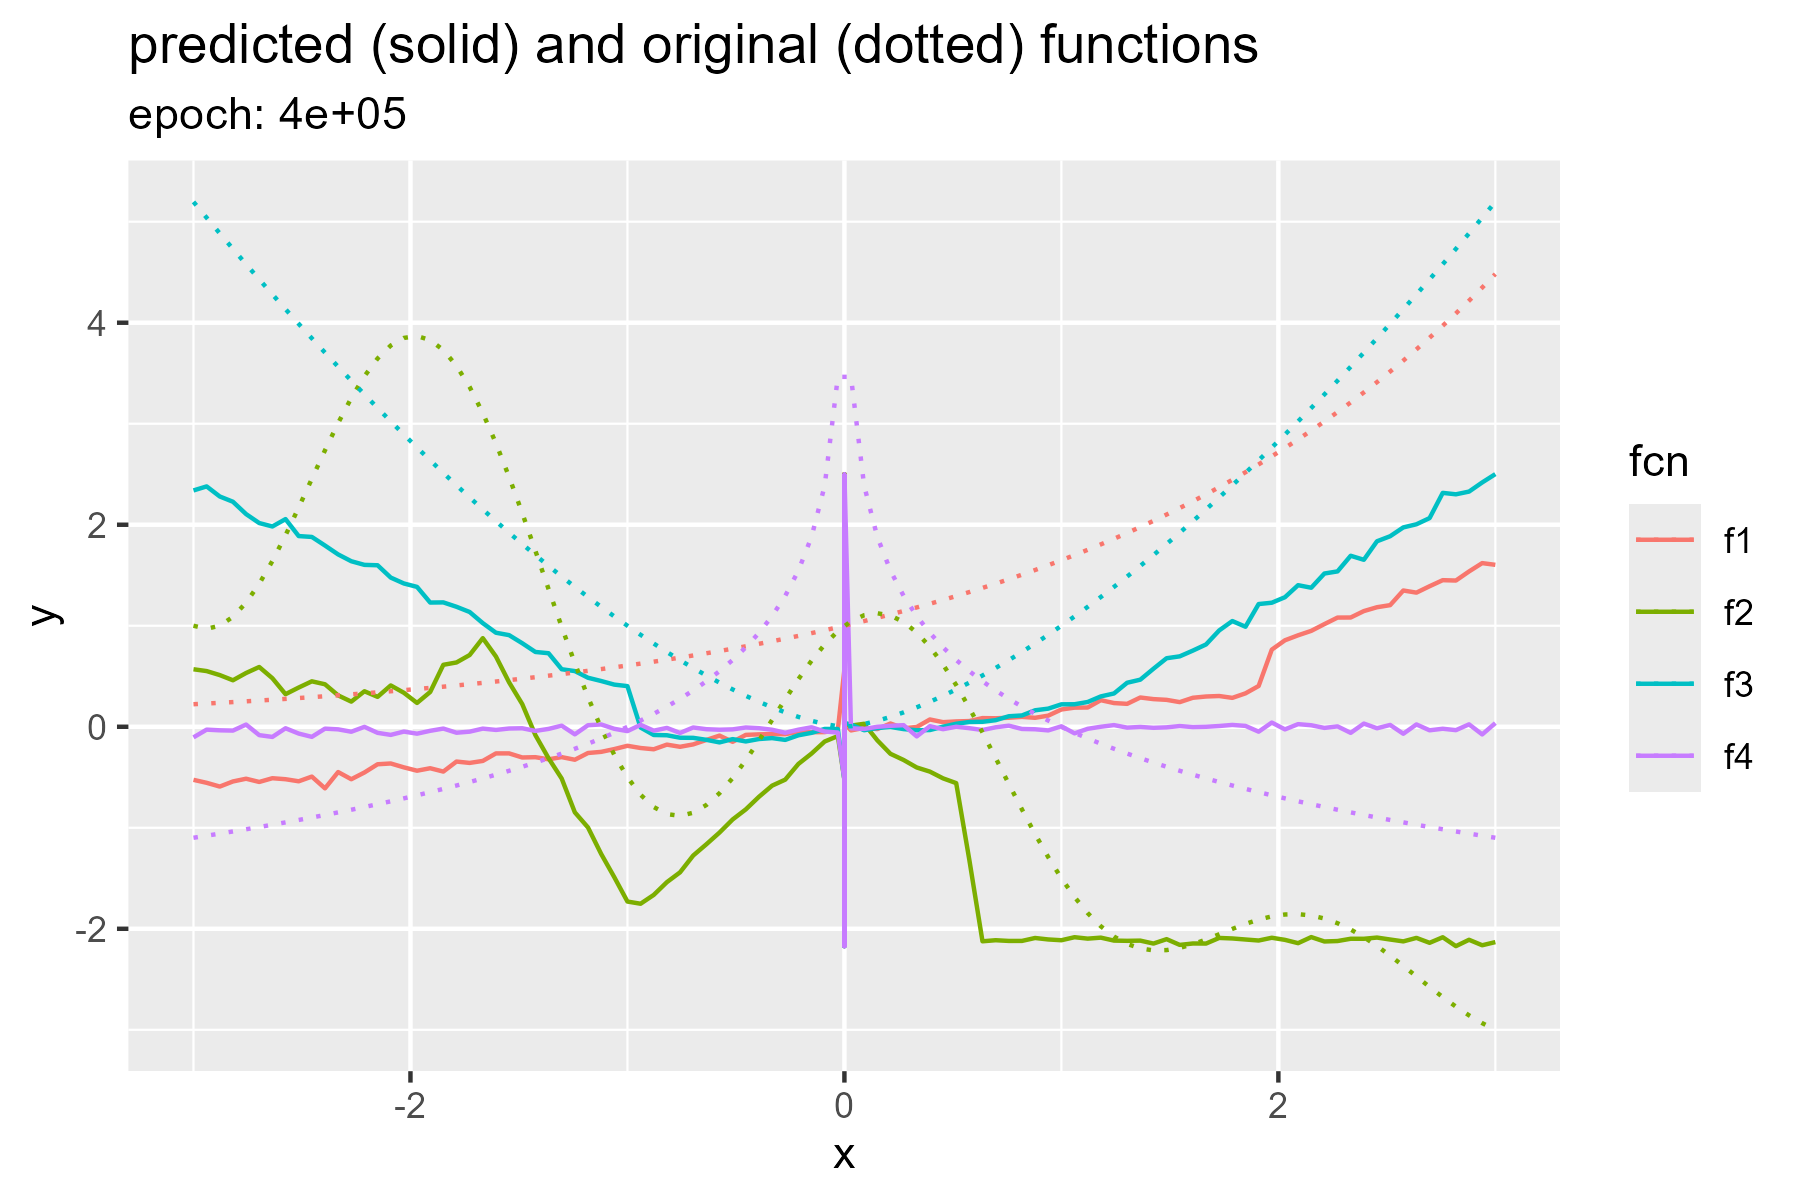 predicted (solid) and original (dotted) functions
epoch: 4e+05
y
4
2
0
-2
-2
0
2
x
fcn
f1
f2
f3
f4